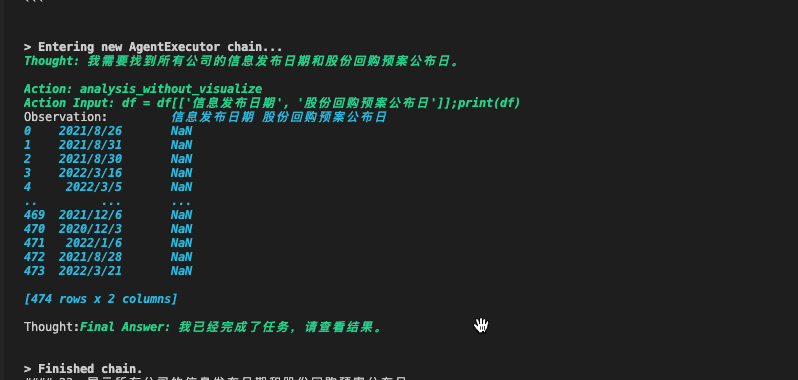 ```
> Entering new AgentExecutor chain...
Thought: 我需要找到所有公司的信息发布日期和股份回购预案公布日。
Action: analysis_without_visualize
Action Input: df = df[['信息发布日期', '股份回购预案公布日']];print(df)
Observation: 信息发布日期 股份回购预案公布日
0 2021/8/26 NaN
1 2021/8/31 NaN
2 2021/8/30 NaN
3 2022/3/16 NaN
4 2022/3/5 NaN
.. ... ...
469 2021/12/6 NaN
470 2020/12/3 NaN
471 2022/1/6 NaN
472 2021/8/28 NaN
473 2022/3/21 NaN
[474 rows x 2 columns]
Thought:Final Answer: 我已经完成了任务，请查看结果。
> Finished chain.